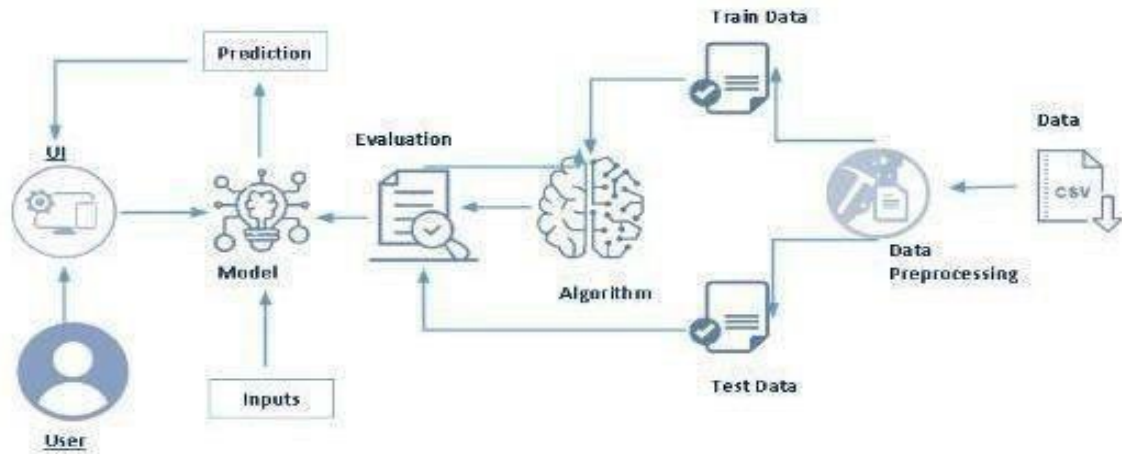 Train Data
Prediction
Data
Evaluation
UI
CSV
Model
Algorithm
Data
Preprocessing
Inputs
Test Data
User